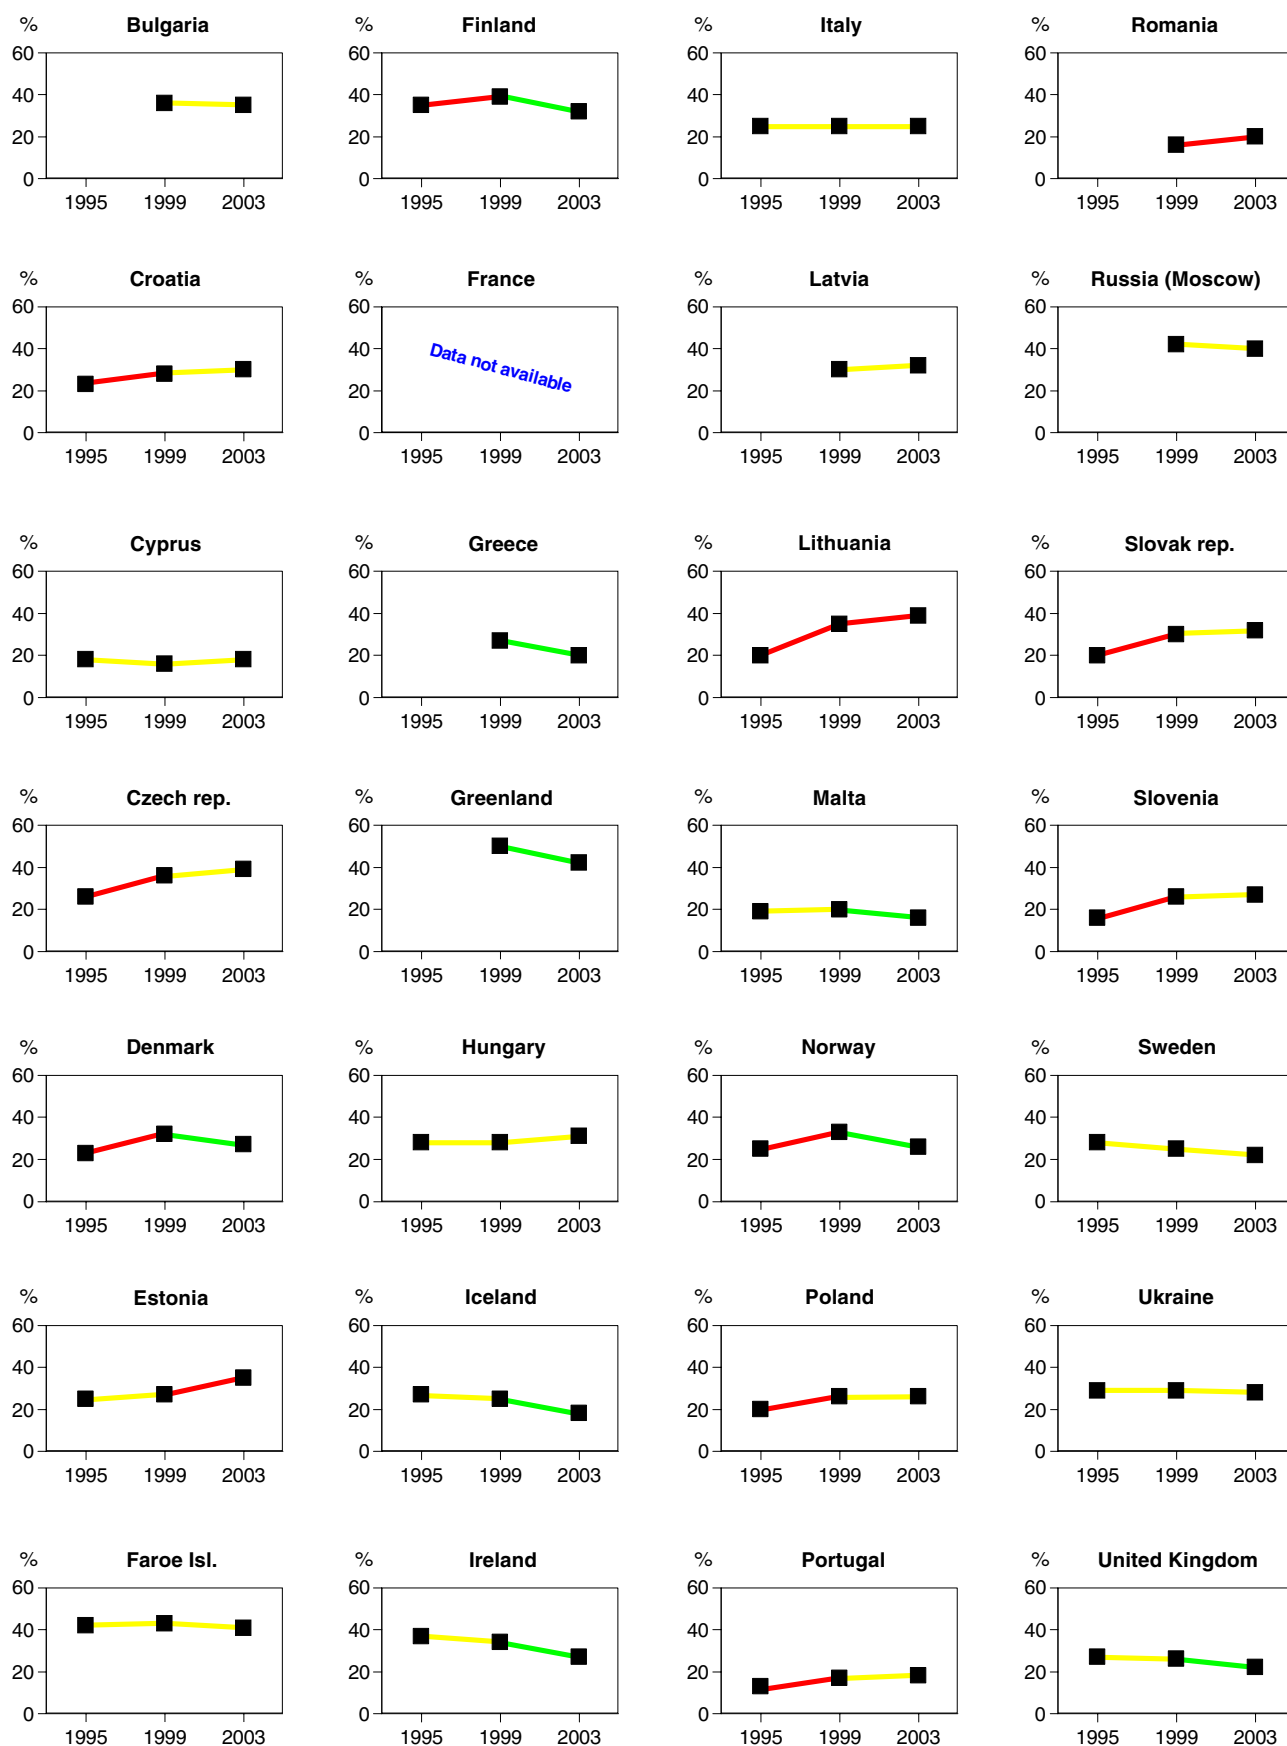 % Bulgaria % Finland % Italy % Romania
60 60 60 60
40 40 40 40
20 20 20 20
0 0 0 0
1995 1999 2003 1995 1999 2003 1995 1999 2003 1995 1999 2003
% Croatia % France % Latvia % Russia (Moscow)
60 60 60 60
40 40 Data not available 40 40
20 20 20 20
0 0 0 0
1995 1999 2003 1995 1999 2003 1995 1999 2003 1995 1999 2003
% Cyprus % Greece % Lithuania % Slovak rep.
60 60 60 60
40 40 40 40
20 20 20 20
0 0 0 0
1995 1999 2003 1995 1999 2003 1995 1999 2003 1995 1999 2003
% Czech rep. % Greenland % Malta % Slovenia
60 60 60 60
40 40 40 40
20 20 20 20
0 0 0 0
1995 1999 2003 1995 1999 2003 1995 1999 2003 1995 1999 2003
% Denmark % Hungary % Norway % Sweden
60 60 60 60
40 40 40 40
20 20 20 20
0 0 0 0
1995 1999 2003 1995 1999 2003 1995 1999 2003 1995 1999 2003
% Estonia % Iceland % Poland % Ukraine
60 60 60 60
40 40 40 40
20 20 20 20
0 0 0 0
1995 1999 2003 1995 1999 2003 1995 1999 2003 1995 1999 2003
% Faroe Isl. % Ireland % Portugal % United Kingdom
60 60 60 60
40 40 40 40
20 20 20 20
0 0 0 0
1995 1999 2003 1995 1999 2003 1995 1999 2003 1995 1999 2003